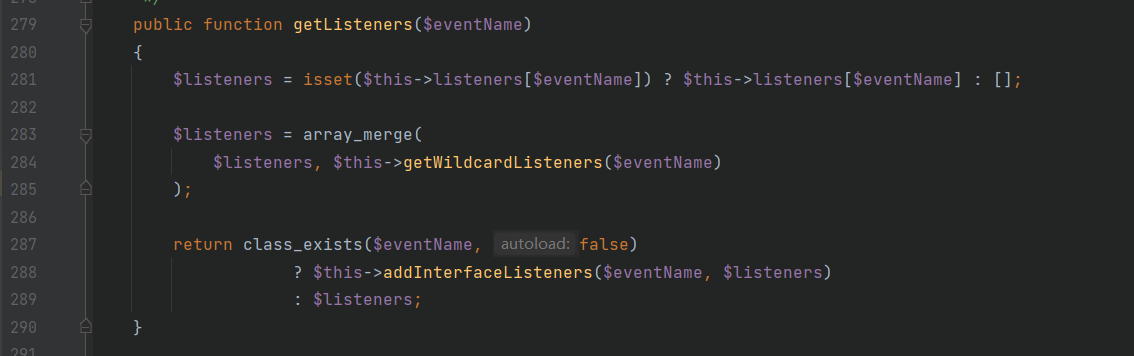 278 */
279 public function getListeners($eventName)
280 {
281 $listeners = isset($this->listeners[$eventName]) ? $this->listeners[$eventName] : [];
282
283 $listeners = array_merge(
284 $listeners, $this->getWildcardListeners($eventName)
285 );
286
287 return class_exists($eventName, autoload: false)
288 ? $this->addInterfaceListeners($eventName, $listeners)
289 : $listeners;
290 }
291